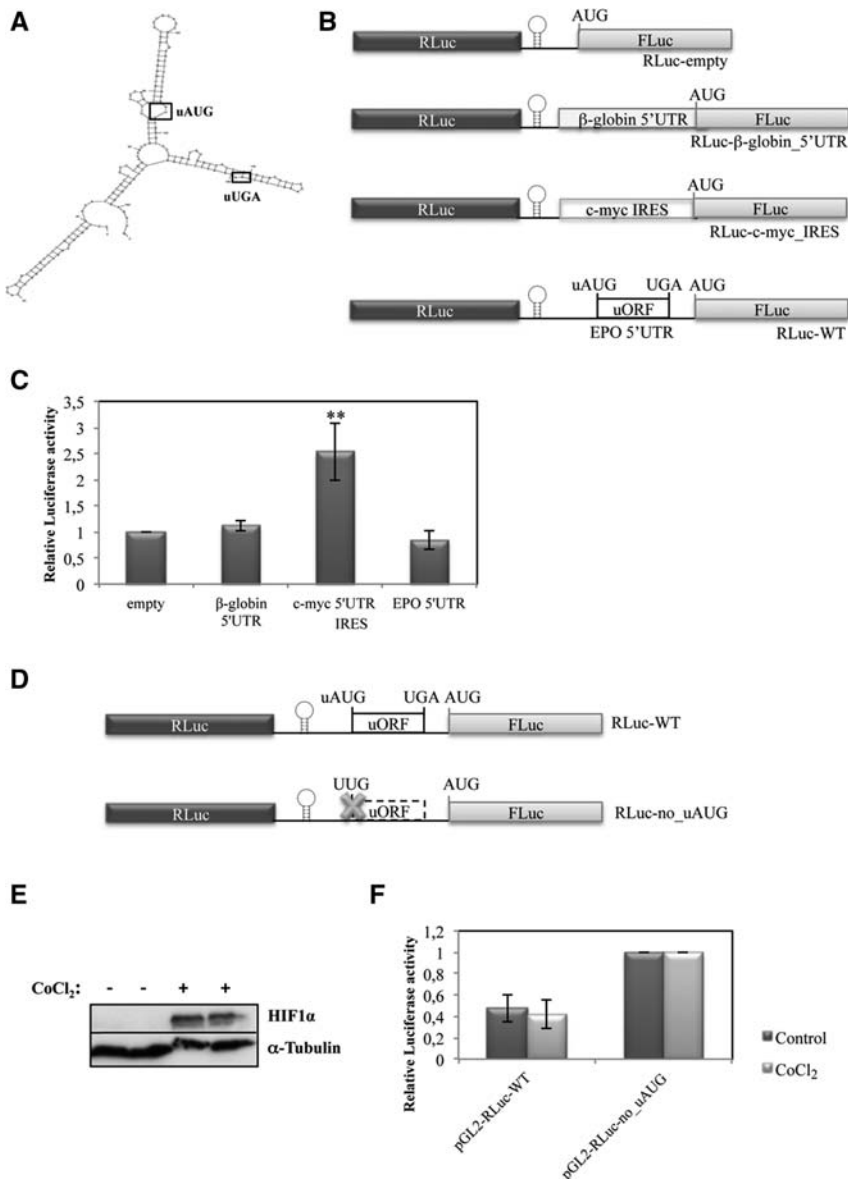 A
uAUG
uUGA
B
AUG
RLuc
FLuc
RLuc-empty
AUG
RLuc
β-globin 5'UTR
FLuc
RLuc-β-globin_5'UTR
AUG
RLuc
c-myc IRES
FLuc
RLuc-c-myc_IRES
uAUG UGA AUG
RLuc
uORF
FLuc
EPO 5'UTR
RLuc-WT
C
Relative Luciferase activity
3,5
3
2,5
2
1,5
1
0,5
0
**
empty
β-globin 5'UTR
c-myc 5'UTR IRES
EPO 5'UTR
D
uAUG UGA AUG
RLuc
uORF
FLuc
RLuc-WT
UUG AUG
RLuc
uORF
FLuc
RLuc-no_uAUG
E
CoCl₂: - - + +
HIF1α
α-Tubulin
F
Relative Luciferase activity
1,2
1
0,8
0,6
0,4
0,2
0
pGL2-RLuc-WT
pGL2-RLuc-no_uAUG
Control
CoCl₂